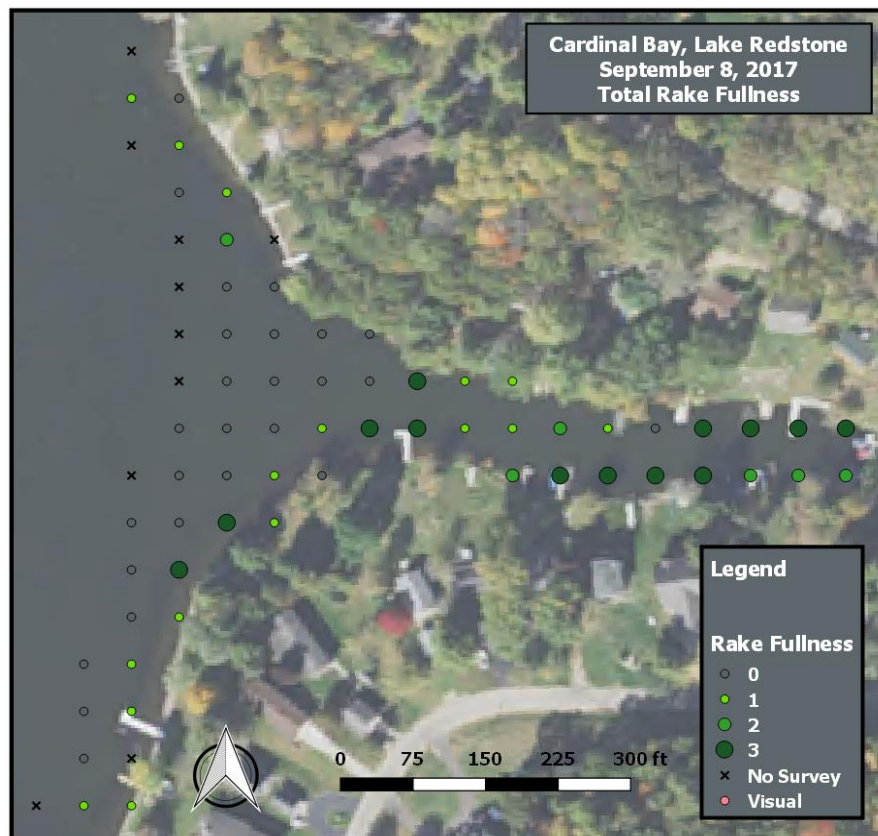 Cardinal Bay, Lake Redstone
September 8, 2017
Total Rake Fullness
Legend
Rake Fullness
0
1
2
3
No Survey
Visual
0 75 150 225 300 ft